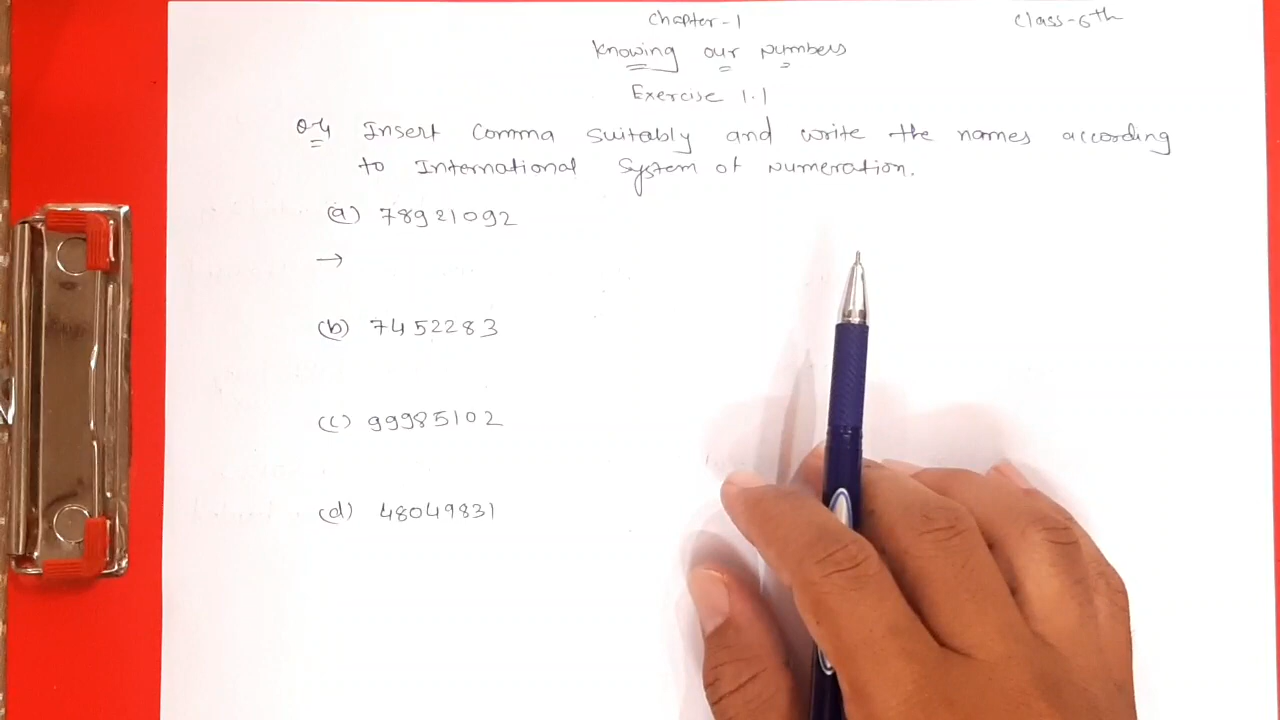 Chapter-1
Class-6th
Knowing our numbers
Exercise 1.1
Q4 Insert Comma Suitably and write the names according
to International System of Numeration.
(a) 78921092
→
(b) 7452283
(c) 99985102
(d) 48049831